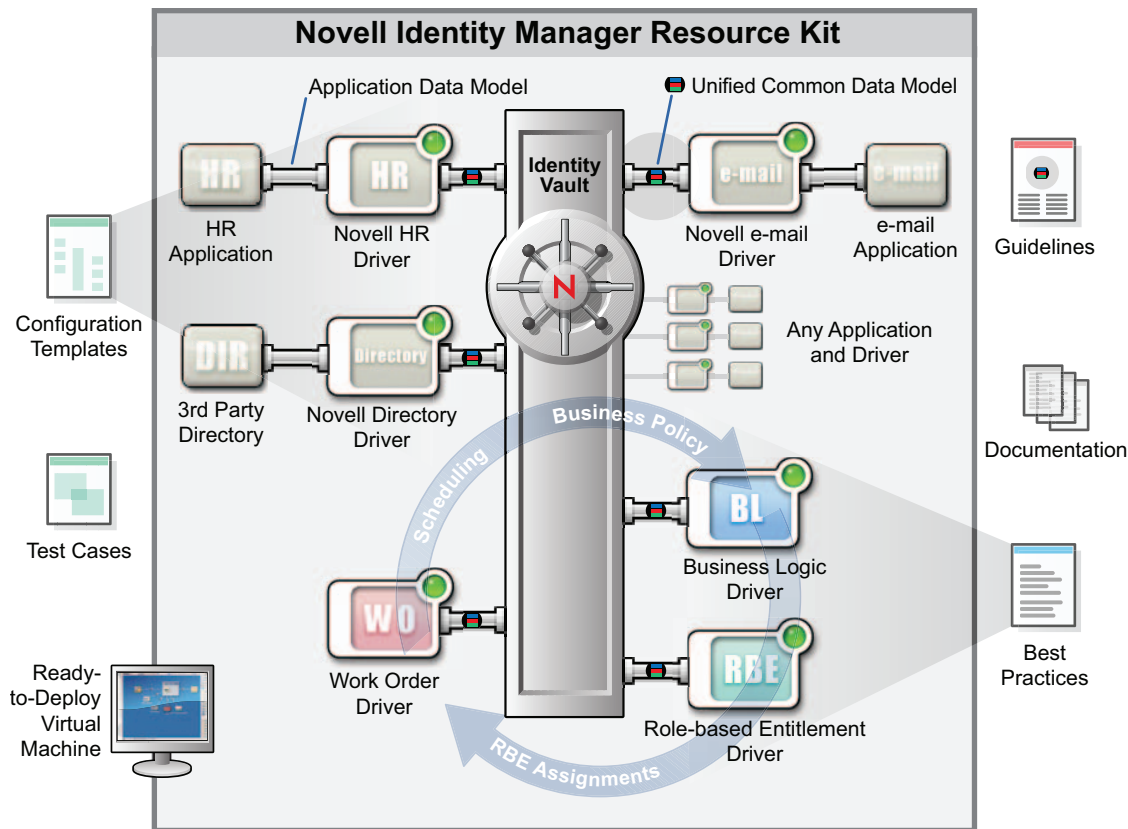 Novell Identity Manager Resource Kit
Application Data Model
Unified Common Data Model
HR
HR
Identity
Vault
e-mail
e-mail
HR
Application
Novell HR
Driver
Novell e-mail
Driver
e-mail
Application
Guidelines
Configuration
Templates
N
Any Application
and Driver
DIR
Directory
3rd Party
Directory
Novell Directory
Driver
Documentation
Business Policy
Scheduling
Test Cases
BL
Business Logic
Driver
WO
Work Order
Driver
RBE
Role-based Entitlement
Driver
Best
Practices
Ready-
to-Deploy
Virtual
Machine
RBE Assignments